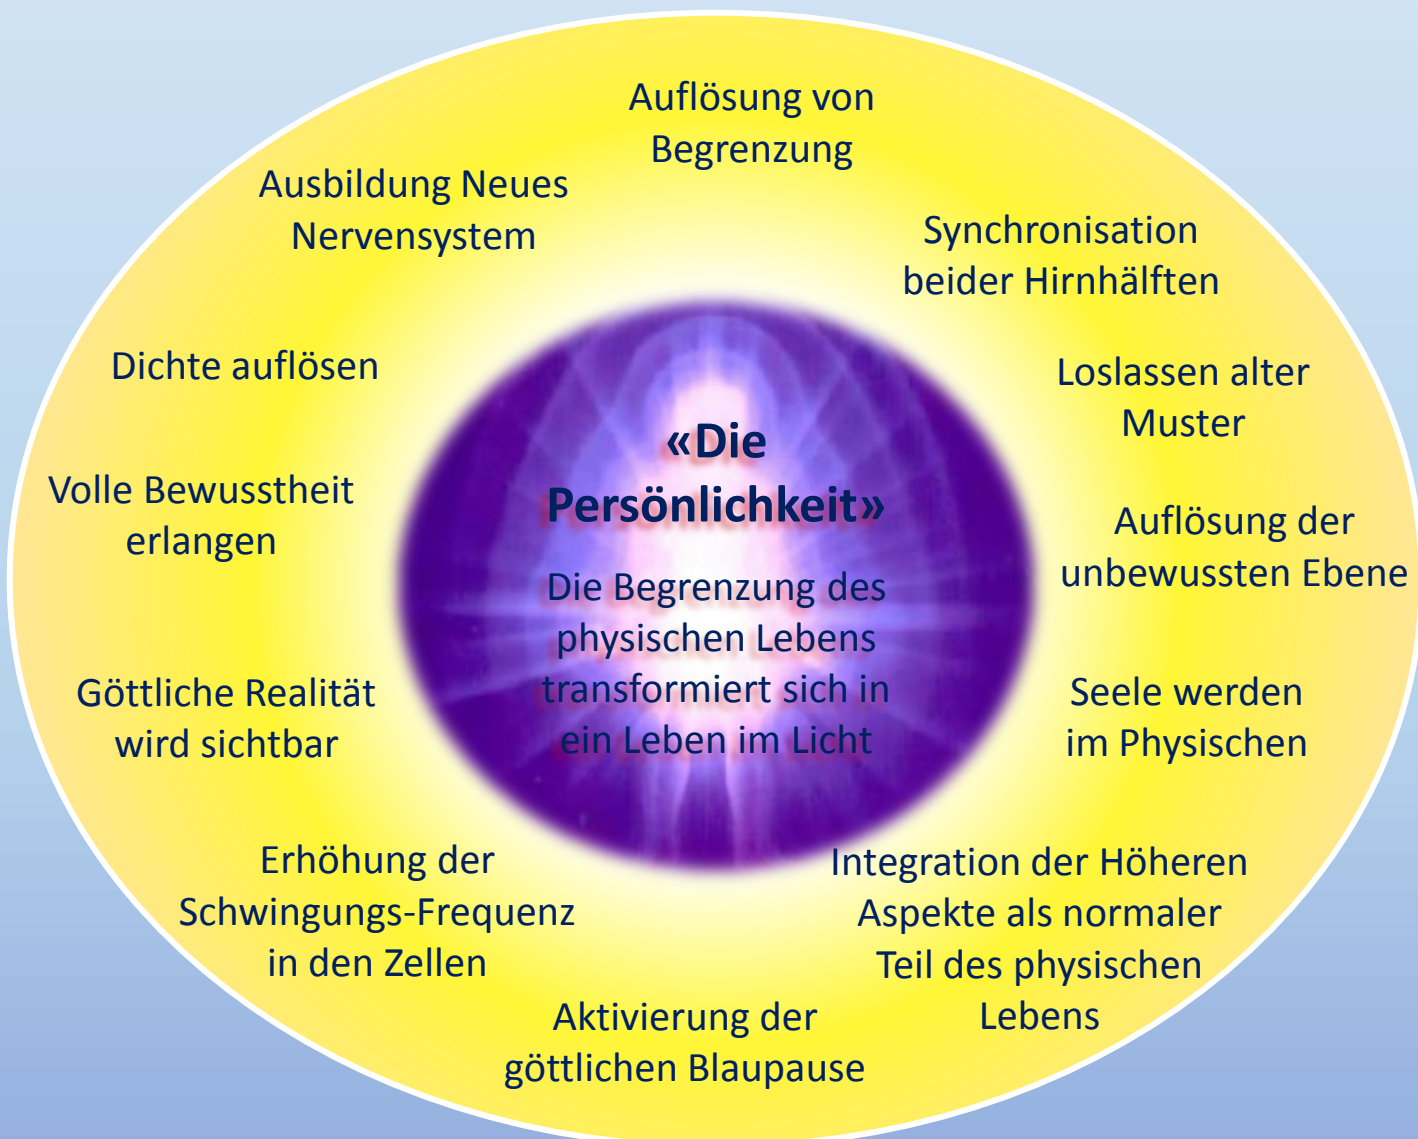 Auflösung von
Begrenzung
Ausbildung Neues
Nervensystem
Synchronisation
beider Hirnhälften
Dichte auflösen
Loslassen alter
Muster
«Die
Persönlichkeit»
Die Begrenzung des
physischen Lebens
transformiert sich in
ein Leben im Licht
Volle Bewusstheit
erlangen
Auflösung der
unbewussten Ebene
Göttliche Realität
wird sichtbar
Seele werden
im Physischen
Erhöhung der
Schwingungs-Frequenz
in den Zellen
Integration der Höheren
Aspekte als normaler
Teil des physischen
Lebens
Aktivierung der
göttlichen Blaupause